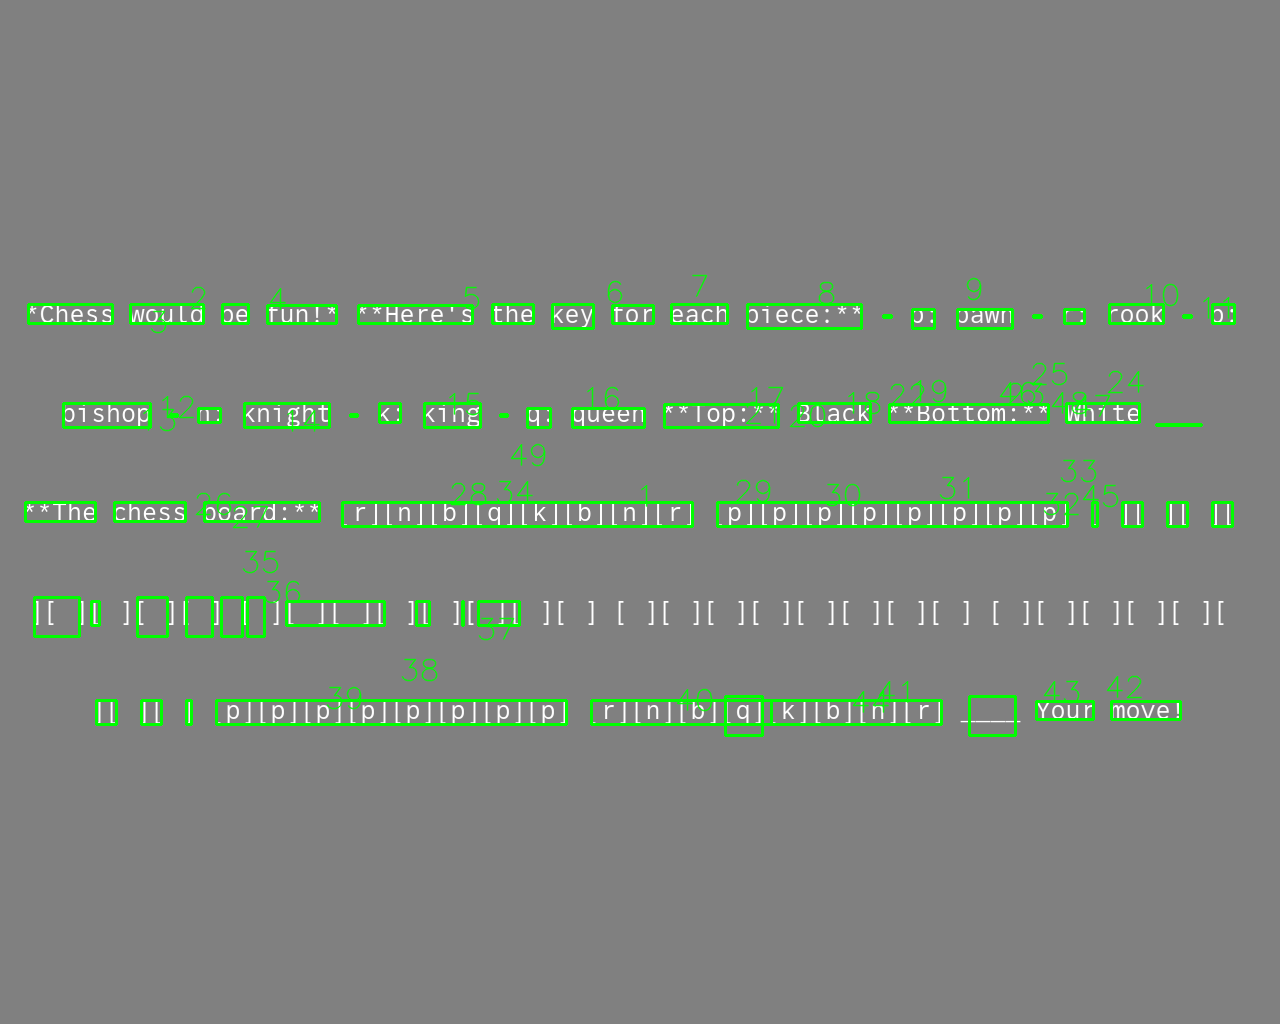 *Chess would be fun!* **Here's the key for each piece:** - p: pawn - r: rook - b:
bishop - n: knight - k: king - q: queen **Top:** Black **Bottom:** White ___
**The chess board:** [r][n][b][q][k][b][n][r] [p][p][p][p][p][p][p][p] [ ][ ][ ][
][ ][ ][ ][ ] [ ][ ][ ][ ][ ][ ][ ][ ] [ ][ ][ ][ ][ ][ ][ ][ ] [ ][ ][ ][ ][
][ ][ ] [p][p][p][p][p][p][p][p] [r][n][b][q][k][b][n][r] ____ Your move!